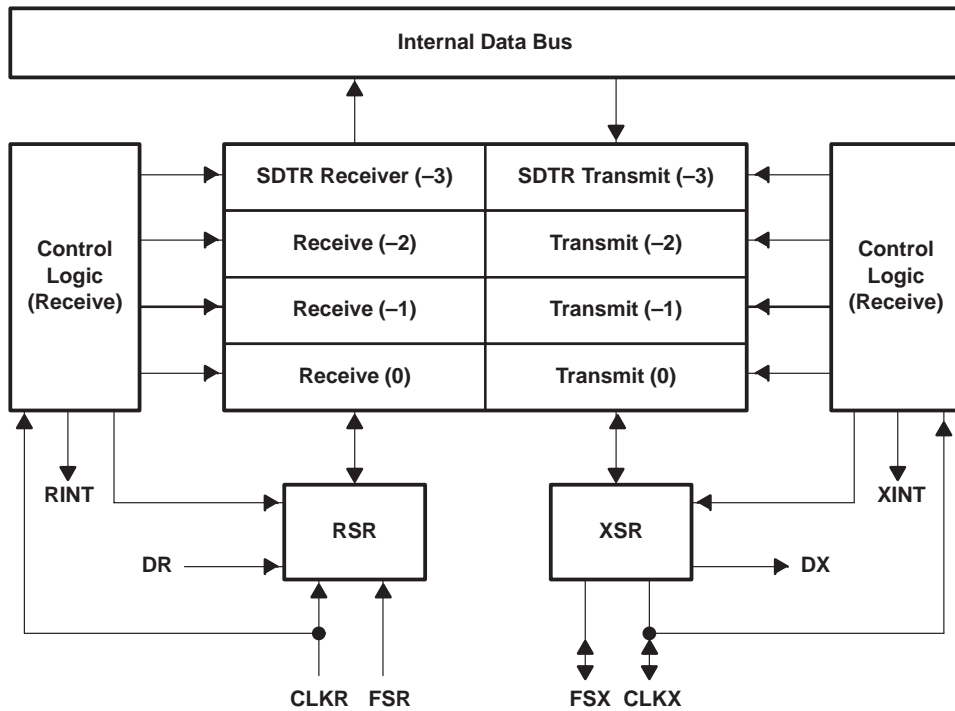 Internal Data Bus
SDTR Receiver (–3)
SDTR Transmit (–3)
Control
Logic
(Receive)
Receive (–2)
Transmit (–2)
Control
Logic
(Receive)
Receive (–1)
Transmit (–1)
Receive (0)
Transmit (0)
RINT
XINT
RSR
XSR
DR
DX
CLKR
FSR
FSX
CLKX